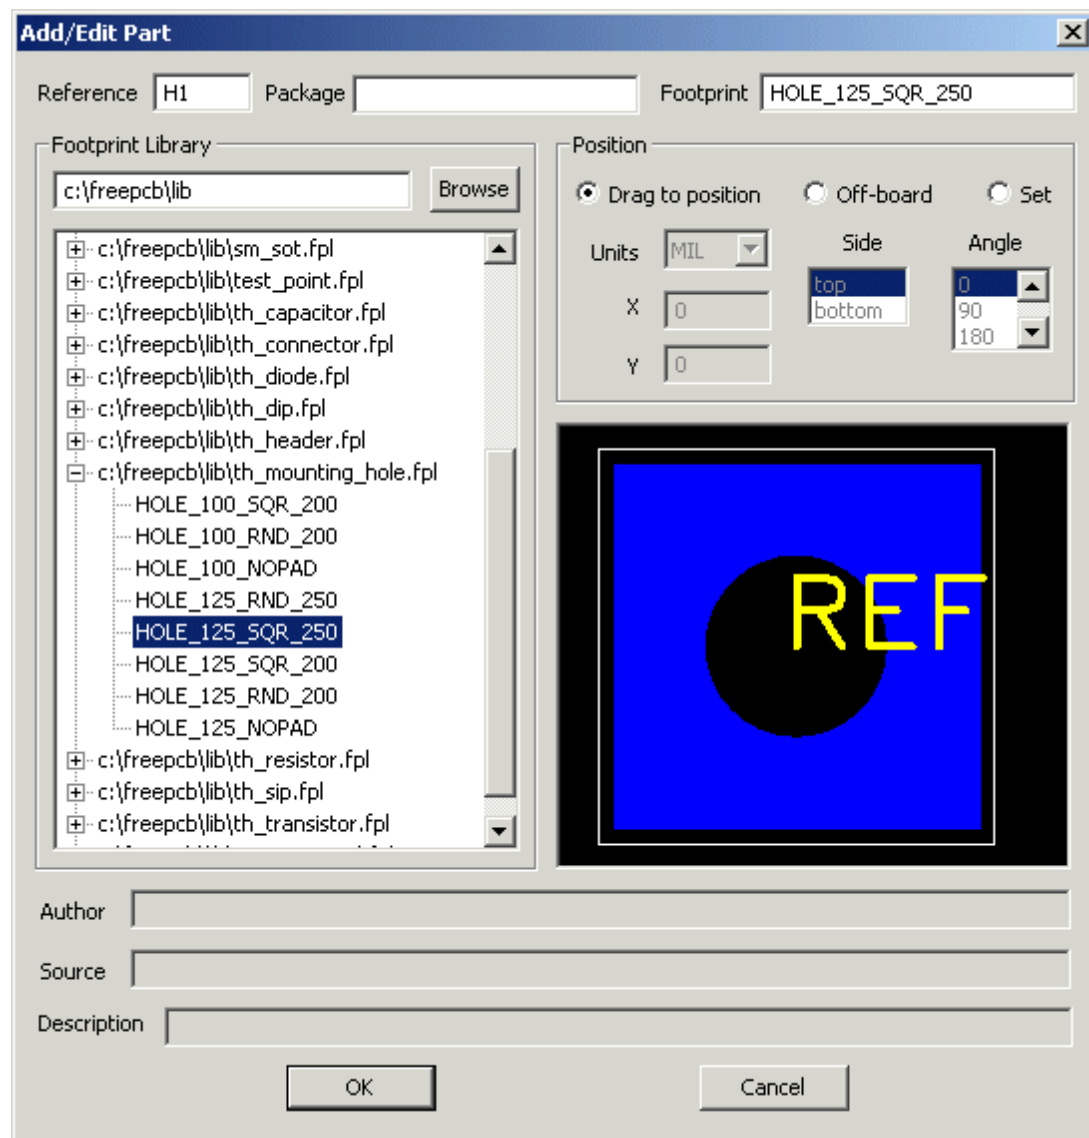 Add/Edit Part
Reference H1 Package Footprint HOLE_125_SQR_250
Footprint Library
c:\freepcb\lib Browse
c:\freepcb\lib\sm_sot.fpl
c:\freepcb\lib\test_point.fpl
c:\freepcb\lib\th_capacitor.fpl
c:\freepcb\lib\th_connector.fpl
c:\freepcb\lib\th_diode.fpl
c:\freepcb\lib\th_dip.fpl
c:\freepcb\lib\th_header.fpl
c:\freepcb\lib\th_mounting_hole.fpl
HOLE_100_SQR_200
HOLE_100_RND_200
HOLE_100_NOPAD
HOLE_125_RND_250
HOLE_125_SQR_250
HOLE_125_SQR_200
HOLE_125_RND_200
HOLE_125_NOPAD
c:\freepcb\lib\th_resistor.fpl
c:\freepcb\lib\th_sip.fpl
c:\freepcb\lib\th_transistor.fpl
Position
Drag to position Off-board Set
Units MIL Side Angle
X 0 top 0
bottom 90
Y 0 180
REF
Author
Source
Description
OK Cancel